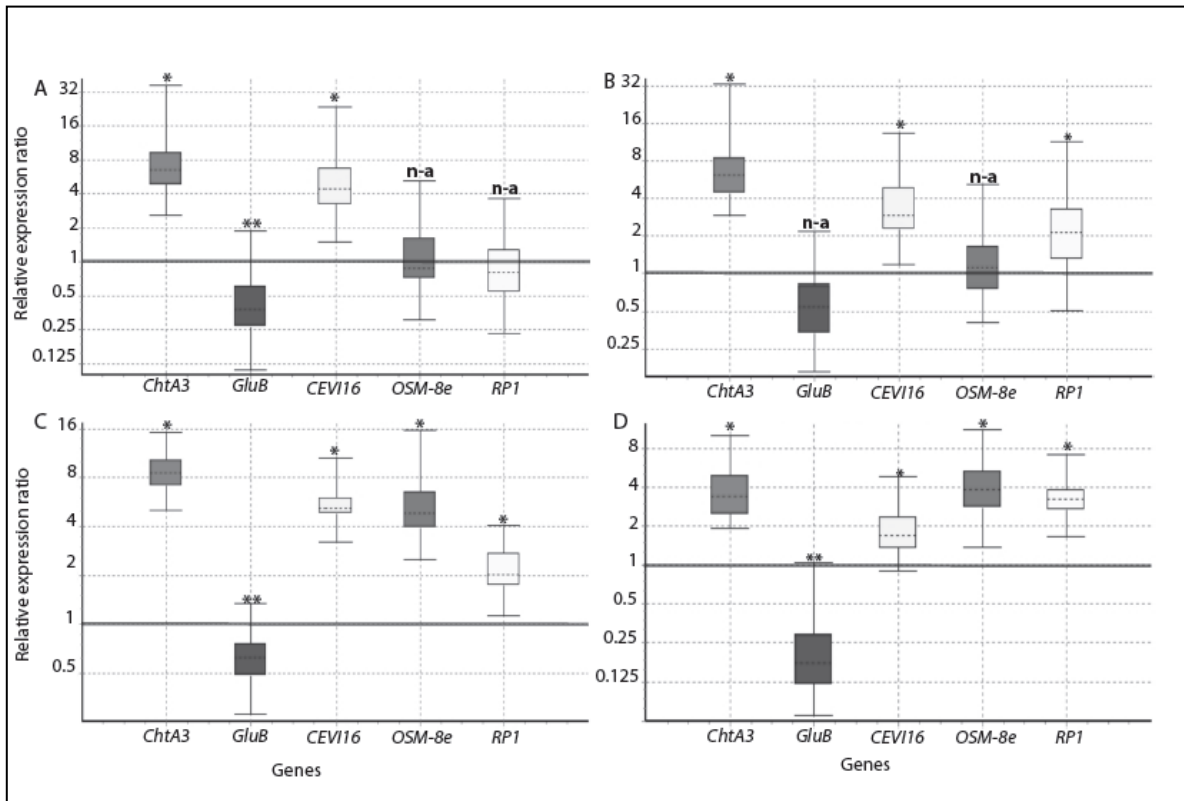 A
B
Relative expression ratio
32
16
8
4
2
1
0.5
0.25
0.125
*
**
*
n-a
n-a
ChtA3 GluB CEVI16 OSM-8e RP1
32
16
8
4
2
1
0.5
0.25
*
n-a
*
n-a
*
ChtA3 GluB CEVI16 OSM-8e RP1
C
Relative expression ratio
16
8
4
2
1
0.5
*
**
*
*
*
ChtA3 GluB CEVI16 OSM-8e RP1
Genes
D
8
4
2
1
0.5
0.25
0.125
*
**
*
*
*
ChtA3 GluB CEVI16 OSM-8e RP1
Genes